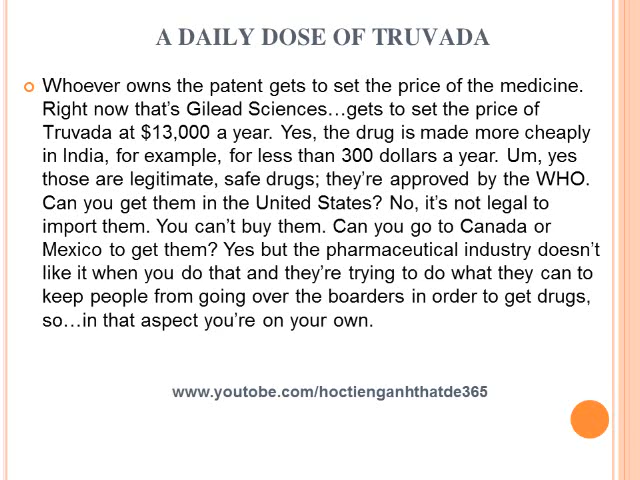 A DAILY DOSE OF TRUVADA
Whoever owns the patent gets to set the price of the medicine.
Right now that's Gilead Sciences…gets to set the price of
Truvada at $13,000 a year. Yes, the drug is made more cheaply
in India, for example, for less than 300 dollars a year. Um, yes
those are legitimate, safe drugs; they're approved by the WHO.
Can you get them in the United States? No, it's not legal to
import them. You can't buy them. Can you go to Canada or
Mexico to get them? Yes but the pharmaceutical industry doesn't
like it when you do that and they're trying to do what they can to
keep people from going over the boarders in order to get drugs,
so…in that aspect you're on your own.
www.youtobe.com/hoctienganhthatde365